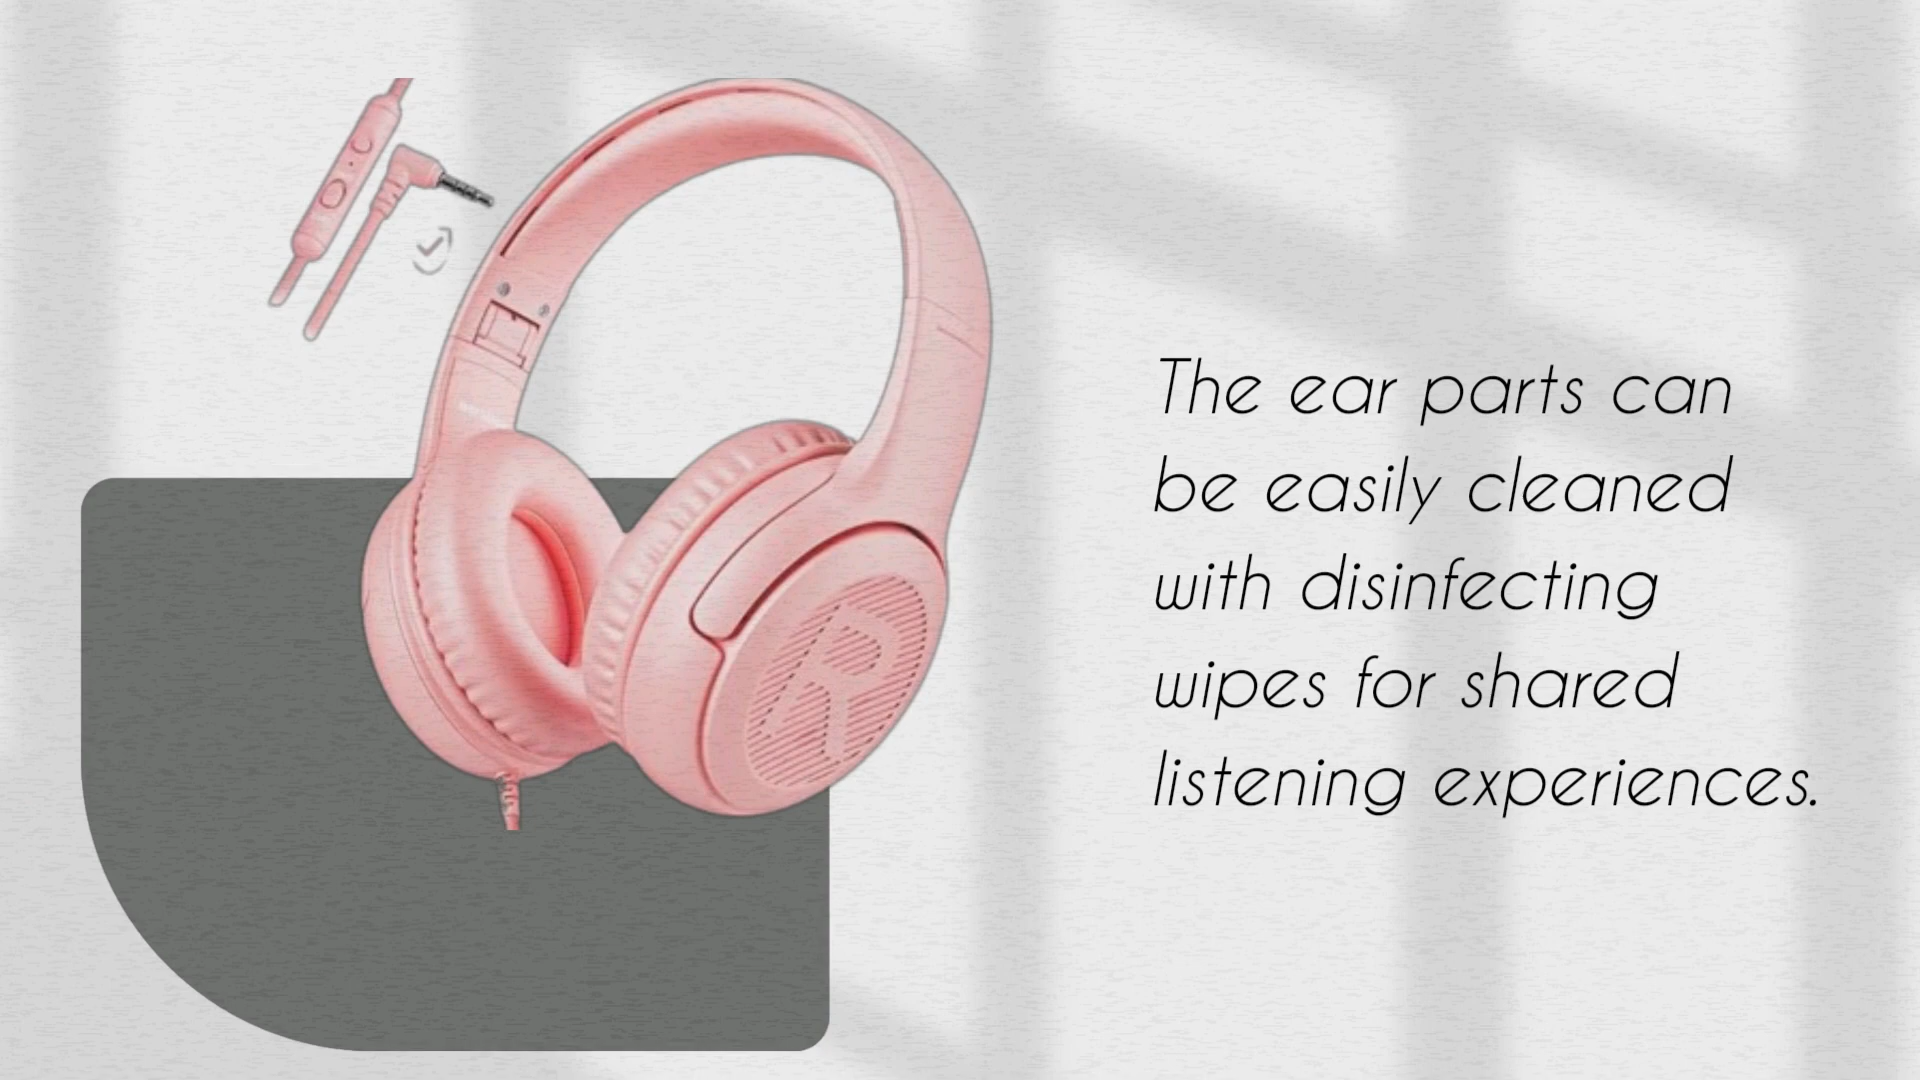 The ear parts can
be easily cleaned
with disinfecting
wipes for shared
listening experiences.
R